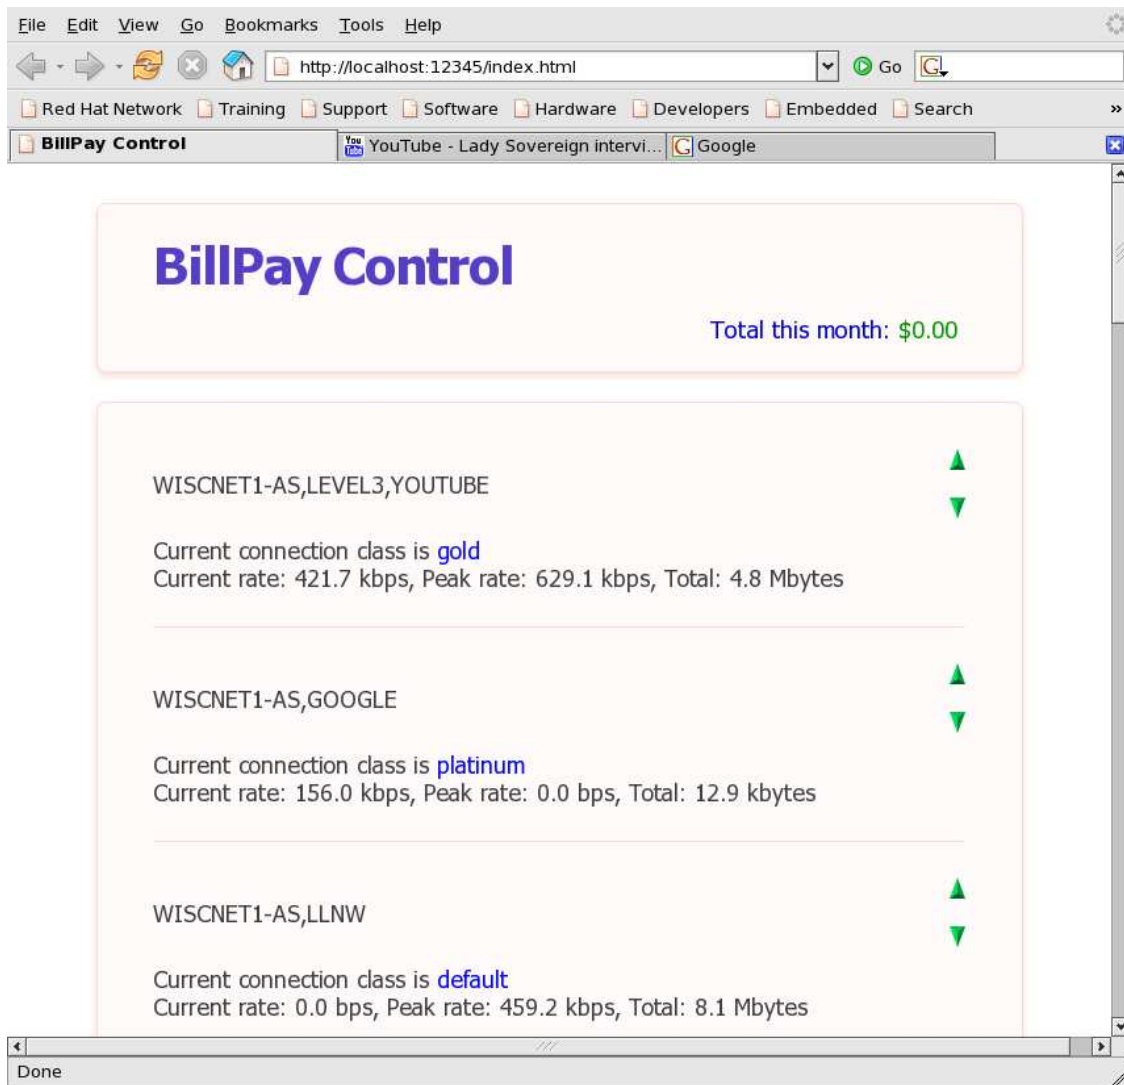 File Edit View Go Bookmarks Tools Help
http://localhost:12345/index.html Go G
Red Hat Network Training Support Software Hardware Developers Embedded Search »
BillPay Control You Tube YouTube - Lady Sovereign intervi... G Google
BillPay Control
Total this month: $0.00
WISCNET1-AS,LEVEL3,YOUTUBE
Current connection class is gold
Current rate: 421.7 kbps, Peak rate: 629.1 kbps, Total: 4.8 Mbytes
WISCNET1-AS,GOOGLE
Current connection class is platinum
Current rate: 156.0 kbps, Peak rate: 0.0 bps, Total: 12.9 kbytes
WISCNET1-AS,LLNW
Current connection class is default
Current rate: 0.0 bps, Peak rate: 459.2 kbps, Total: 8.1 Mbytes
Done